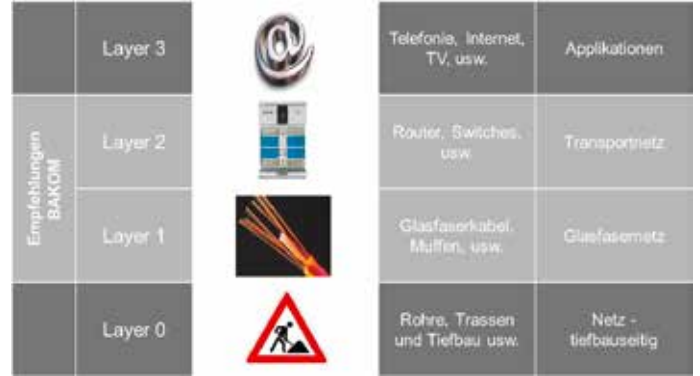 Layer 3
Telefonie, Internet,
TV, usw.
Applikationen
Empfehlungen
BAKOM
Layer 2
Router, Switches,
usw
Transportnetz
Layer 1
Glasfaserkabel,
Muffen, usw.
Glasfasernetz
Layer 0
Rohre, Trassen
und Tiefbau usw.
Netz -
tiefbauseitig